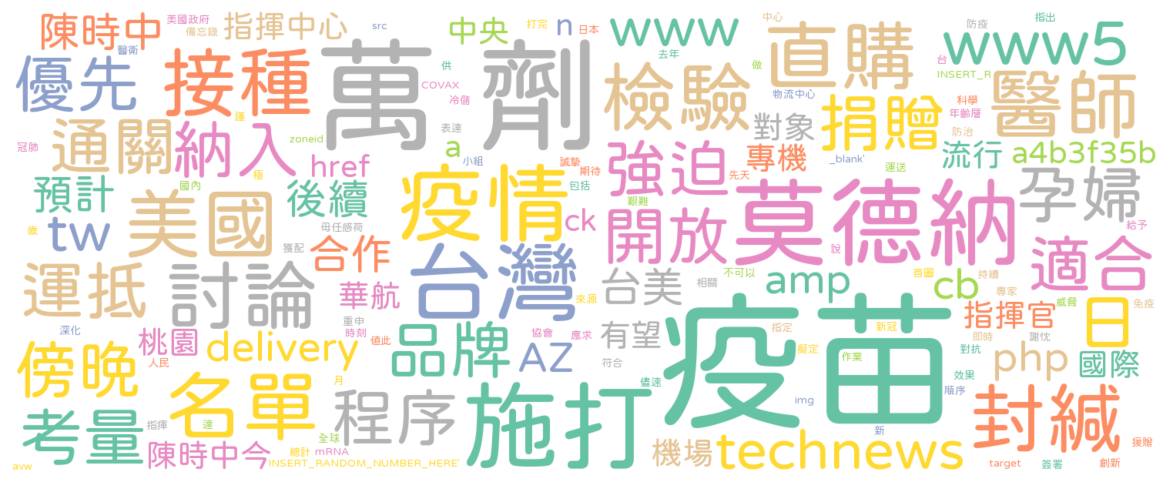 陳時中
美國政府
備忘錄
指揮中心
src
中央
打完
n
日本
www
中心
去年
直購
防疫
指出
www5
優先
醫衛
接種
萬
劑
供
COVAX
冷儲
檢驗
做
物流中心
台
INSERT_R
醫師
冠肺
通關
納入
運
zoneid
href
表達
a
小組
誠摯
期待
強迫
對象
專機
捐贈
_blank'
科學
年齡層
防治
流行
a4b3f35b
預計
國內
極
後續
疫情
包括
ck
先天
艱難
運送
孕婦
給予
美國
tw
歲
毋任感荷
獲配
合作
台灣
開放
莫德納
說
適合
運抵
討論
華航
來源
台美
相關
不可以
amp
首圖
cb
持續
專家
威脅
免疫
深化
桃園
人民
重申
時刻
值此
delivery
品牌
協會
應求
AZ
有望
符合
疫苗
指定
擬定
新冠
作業
指揮官
即時
謝忱
對抗
日
php
國際
傍晚
名單
月
程序
施打
儘速
效果
順序
img
新
封緘
考量
指揮
達
陳時中今
全球
總計
mRNA
INSERT_RANDOM_NUMBER_HERE'
avw
機場
technews
target
簽署
創新
援贈